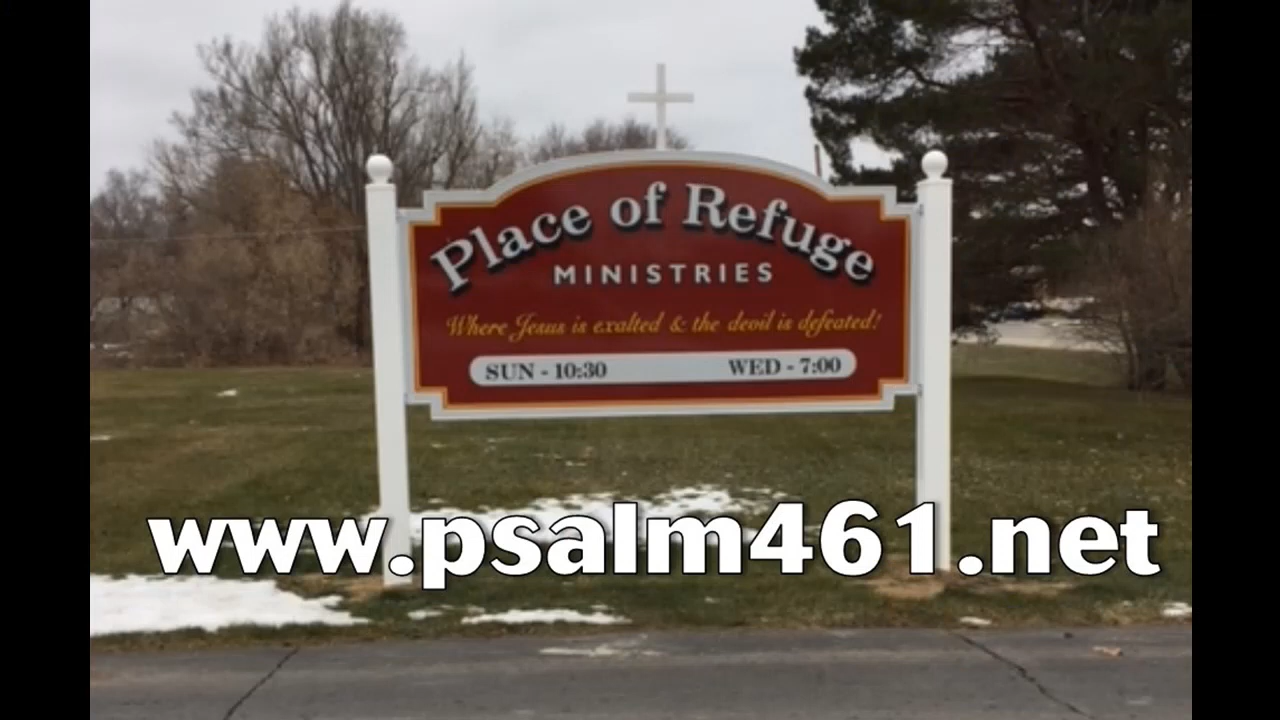 Place of Refuge
MINISTRIES
Where Jesus is exalted & the devil is defeated!
SUN - 10:30 WED - 7:00
www.psalm461.net